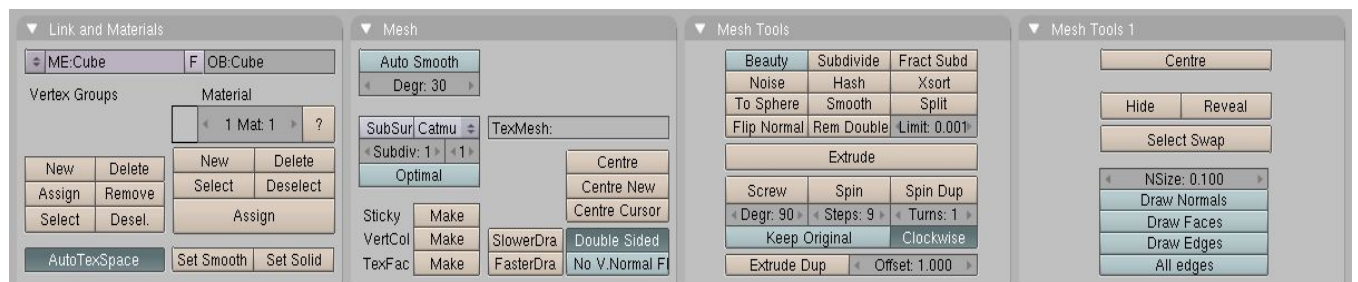 Link and Materials
ME:Cube F OB:Cube
Vertex Groups Material
1 Mat: 1 ?
New Delete New Delete
Assign Remove Select Deselect
Select Desel. Assign
AutoTexSpace Set Smooth Set Solid
Mesh
Auto Smooth
Degr: 30
SubSur Catmu TexMesh:
Subdiv: 1 1
Optimal Centre
Centre New
Sticky Make Centre Cursor
VertCol Make SlowerDra Double Sided
TexFac Make FasterDra No V.Normal Fl
Mesh Tools
Beauty Subdivide Fract Subd
Noise Hash Xsort
To Sphere Smooth Split
Flip Normal Rem Double Limit: 0.001
Extrude
Screw Spin Spin Dup
Degr: 90 Steps: 9 Turns: 1
Keep Original Clockwise
Extrude Dup Offset: 1.000
Mesh Tools 1
Centre
Hide Reveal
Select Swap
NSize: 0.100
Draw Normals
Draw Faces
Draw Edges
All edges